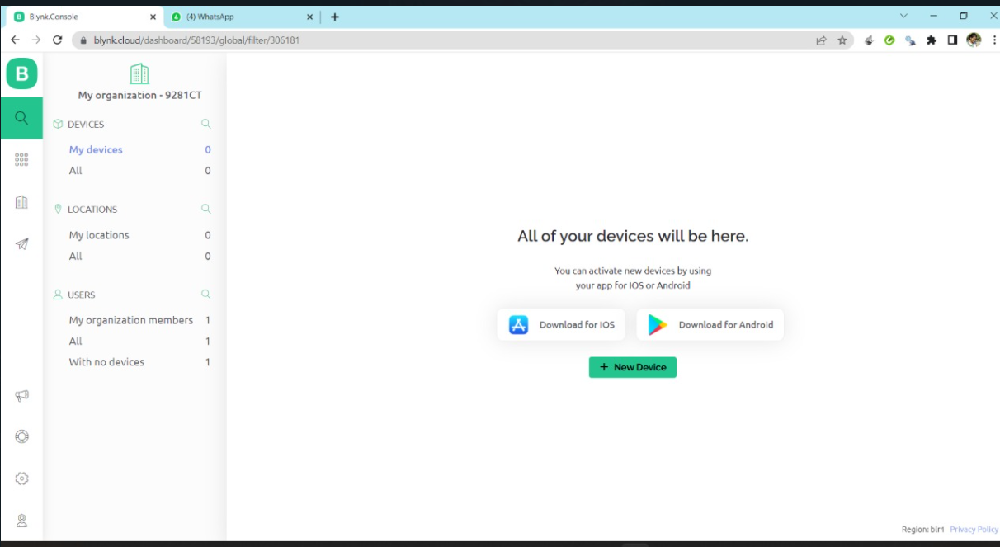 Blynk.Console
(4) WhatsApp
blynk.cloud/dashboard/58193/global/filter/306181
B
My organization - 9281CT
DEVICES
My devices 0
All 0
LOCATIONS
My locations 0
All 0
USERS
My organization members 1
All 1
With no devices 1
All of your devices will be here.
You can activate new devices by using
your app for IOS or Android
Download for IOS
Download for Android
+ New Device
Region: blr1 Privacy Policy